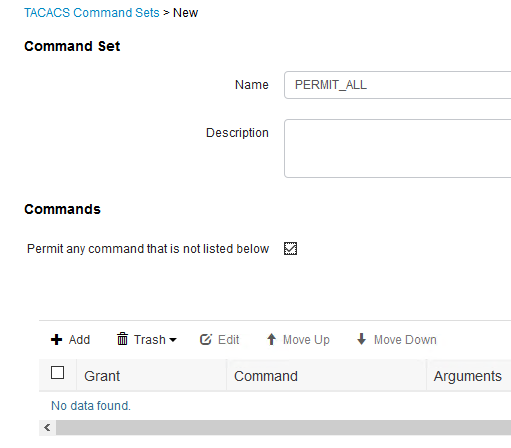 TACACS Command Sets > New
Command Set
Name PERMIT_ALL
Description
Commands
Permit any command that is not listed below
Add Trash Edit Move Up Move Down
Grant Command Arguments
No data found.